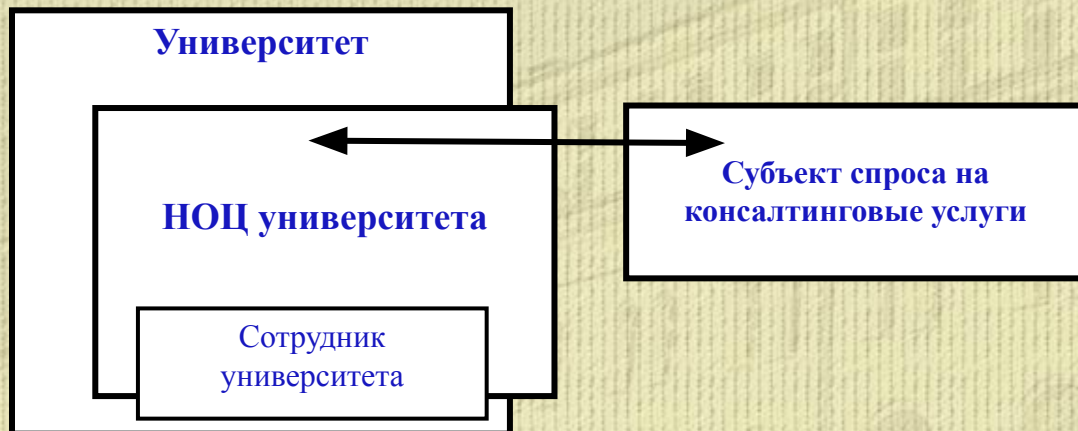 Университет
НОЦ университета
Сотрудник
университета
Субъект спроса на
консалтинговые услуги